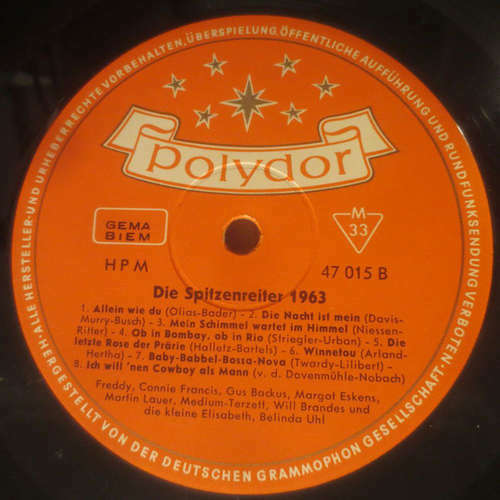 ALLE HERSTELLER- UND URHEBERRECHTE VORBEHALTEN, ÜBERSPIELUNG, ÖFFENTLICHE AUFFÜHRUNG UND RUNDFUNKSENDUNG VERBOTEN·
polydor
GEMA
BIEM
M
33
HPM
47 015 B
Die Spitzenreiter 1963
1. Allein wie du (Olias-Bader) - 2. Die Nacht ist mein (Davis-
Murry-Busch) - 3. Mein Schimmel wartet im Himmel (Niessen-
Ritter) - 4. Ob in Bombay, ob in Rio (Striegler-Urban) - 5. Die
letzte Rose der Prärie (Halletz-Bartels) - 6. Winnetou (Arland-
Hertha) - 7. Baby-Babbel-Bossa-Nova (Twardy-Lilibert)
8. Ich will 'nen Cowboy als Mann (v. d. Davenmühle-Nobach)
Freddy, Connie Francis, Gus Backus, Margot Eskens,
Martin Lauer, Medium-Terzett, Will Brandes und
die kleine Elisabeth, Belinda Uhl
HERGESTELLT VON DER DEUTSCHEN GRAMMOPHON GESELLSCHAFT·